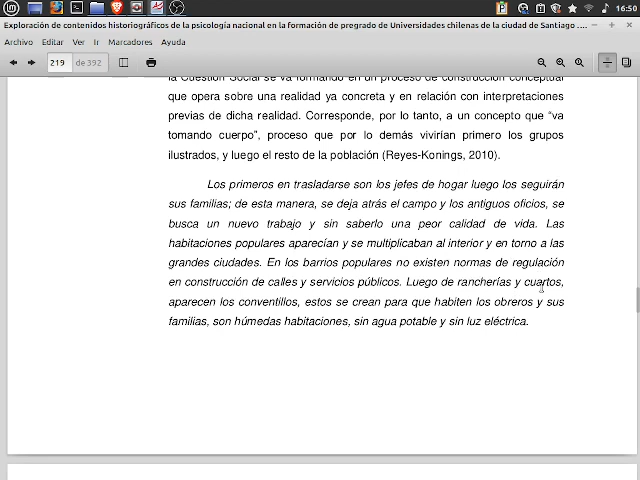 16:50
Exploración de contenidos historiográficos de la psicología nacional en la formación de pregrado de Universidades chilenas de la ciudad de Santiago ....
Archivo Editar Ver Ir Marcadores Ayuda
219 de 392
la Cuestión Social se va formando en un proceso de construcción conceptual
que opera sobre una realidad ya concreta y en relación con interpretaciones
previas de dicha realidad. Corresponde, por lo tanto, a un concepto que “va
tomando cuerpo”, proceso que por lo demás vivirían primero los grupos
ilustrados, y luego el resto de la población (Reyes-Konings, 2010).
Los primeros en trasladarse son los jefes de hogar luego los seguirán
sus familias; de esta manera, se deja atrás el campo y los antiguos oficios, se
busca un nuevo trabajo y sin saberlo una peor calidad de vida. Las
habitaciones populares aparecían y se multiplicaban al interior y en torno a las
grandes ciudades. En los barrios populares no existen normas de regulación
en construcción de calles y servicios públicos. Luego de rancherías y cuartos,
aparecen los conventillos, estos se crean para que habiten los obreros y sus
familias, son húmedas habitaciones, sin agua potable y sin luz eléctrica.